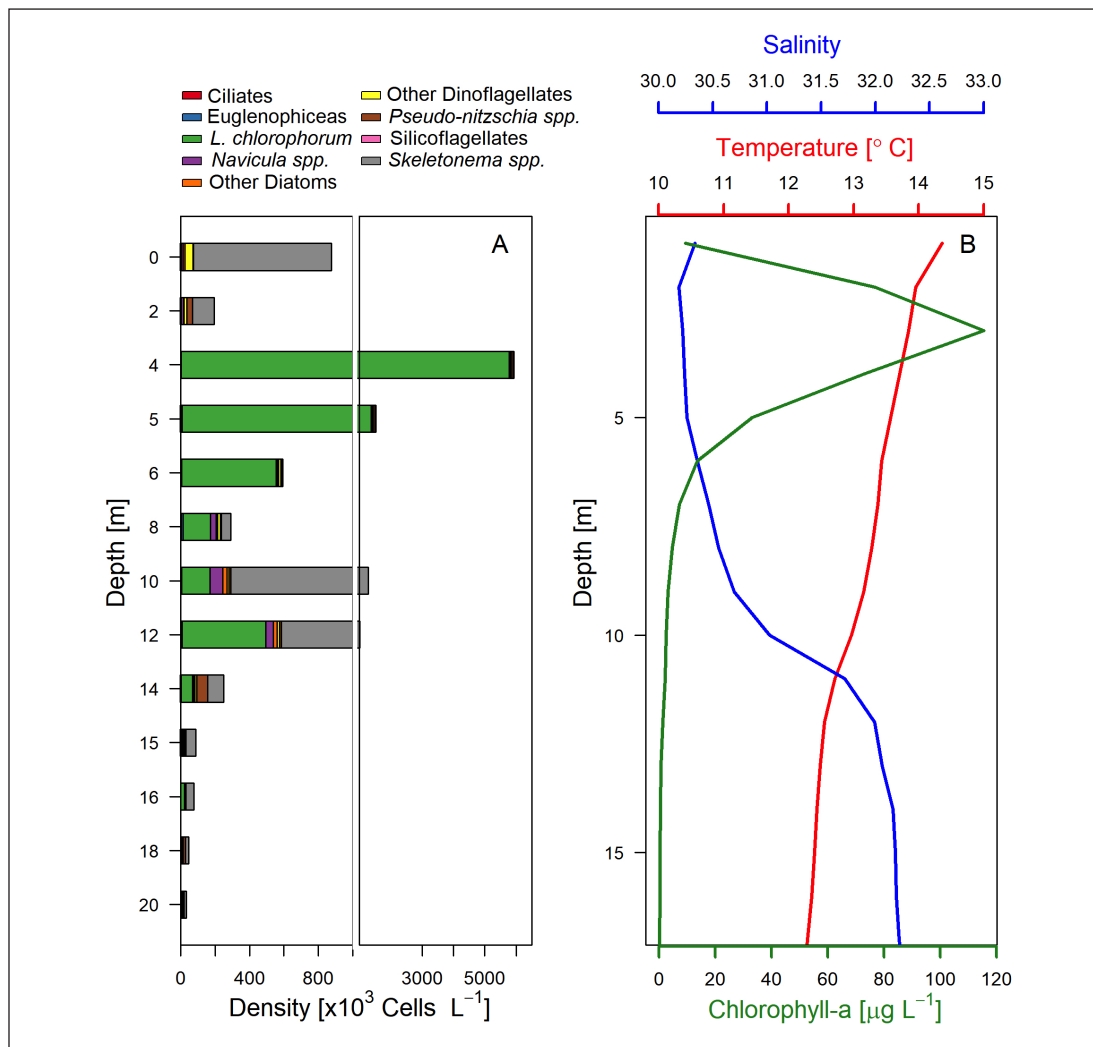 Ciliates
Euglenophiceas
L. chlorophorum
Navicula spp.
Other Diatoms
Other Dinoflagellates
Pseudo-nitzschia spp.
Silicoflagellates
Skeletonema spp.
A
Depth [m]
0
2
4
5
6
8
10
12
14
15
16
18
20
0 400 800 3000 5000
Density [x10³ Cells L⁻¹]
Salinity
30.0 30.5 31.0 31.5 32.0 32.5 33.0
Temperature [° C]
10 11 12 12 13 14 15
B
Depth [m]
5
10
15
0 20 40 60 80 100 120
Chlorophyll-a [μg L⁻¹]